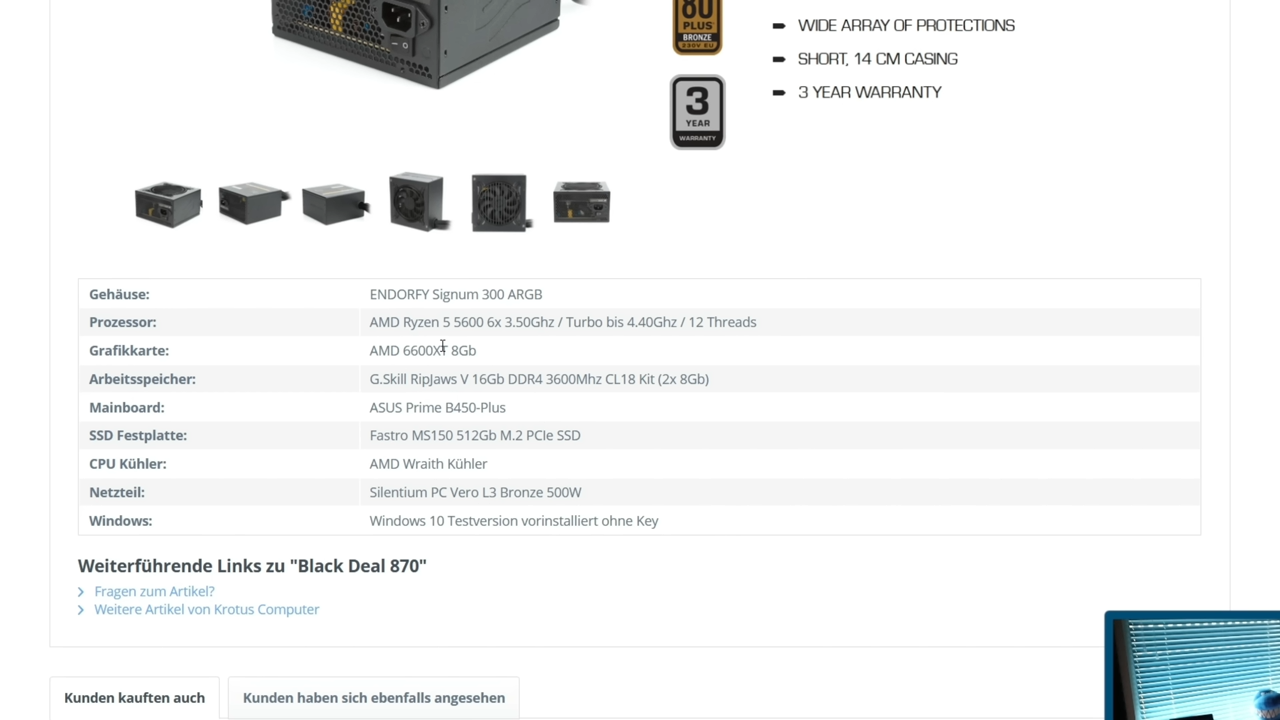 80
PLUS
BRONZE
230V EU
WIDE ARRAY OF PROTECTIONS
SHORT, 14 CM CASING
3 YEAR WARRANTY
3
YEAR
WARRANTY
Gehäuse: ENDORFY Signum 300 ARGB
Prozessor: AMD Ryzen 5 5600 6x 3.50Ghz / Turbo bis 4.40Ghz / 12 Threads
Grafikkarte: AMD 6600XT 8Gb
Arbeitsspeicher: G.Skill RipJaws V 16Gb DDR4 3600Mhz CL18 Kit (2x 8Gb)
Mainboard: ASUS Prime B450-Plus
SSD Festplatte: Fastro MS150 512Gb M.2 PCIe SSD
CPU Kühler: AMD Wraith Kühler
Netzteil: Silentium PC Vero L3 Bronze 500W
Windows: Windows 10 Testversion vorinstalliert ohne Key
Weiterführende Links zu "Black Deal 870"
Fragen zum Artikel?
Weitere Artikel von Krotus Computer
Kunden kauften auch
Kunden haben sich ebenfalls angesehen